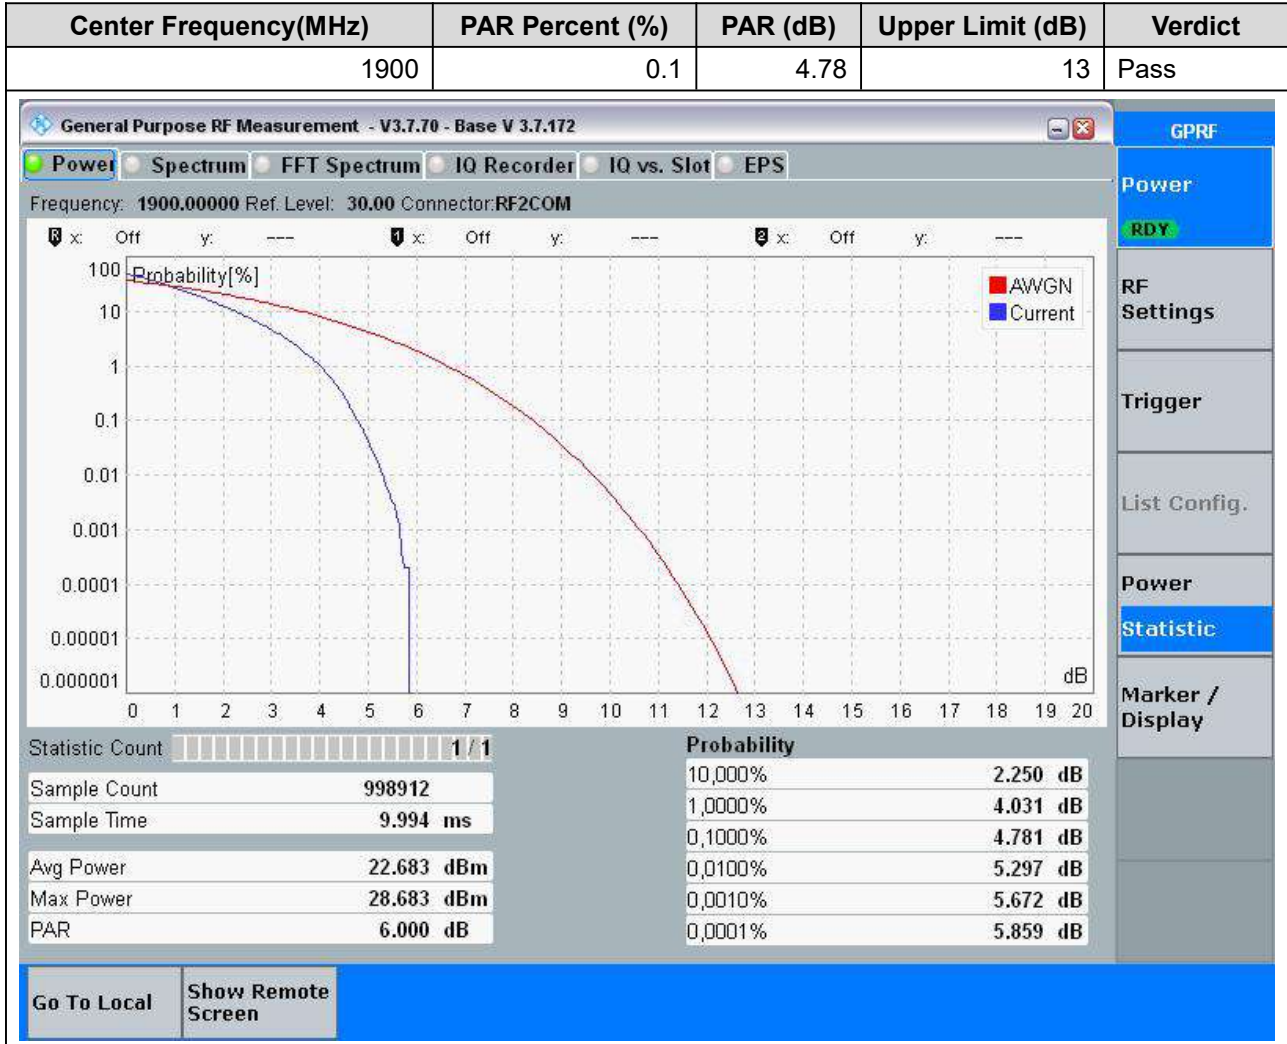 Center Frequency(MHz) PAR Percent (%) PAR (dB) Upper Limit (dB) Verdict
1900 0.1 4.78 13 Pass
General Purpose RF Measurement - V3.7.70 - Base V 3.7.172
GPRF
Power Spectrum FFT Spectrum IQ Recorder IQ vs. Slot EPS
Power
RDY
Frequency: 1900.00000 Ref. Level: 30.00 Connector:RF2COM
R x: Off y: --- 1 x: Off y: --- 2 x: Off y: ---
Probability[%]
AWGN
Current
100
10
1
0.1
0.01
0.001
0.0001
0.00001
0.000001
dB
0 1 2 3 4 5 6 7 8 9 10 11 12 13 14 15 16 17 18 19 20
RF
Settings
Trigger
List Config.
Power
Statistic
Marker /
Display
Statistic Count 1 / 1
Sample Count 998912
Sample Time 9.994 ms
Avg Power 22.683 dBm
Max Power 28.683 dBm
PAR 6.000 dB
Probability
10,000% 2.250 dB
1,0000% 4.031 dB
0,1000% 4.781 dB
0,0100% 5.297 dB
0,0010% 5.672 dB
0,0001% 5.859 dB
Go To Local
Show Remote
Screen